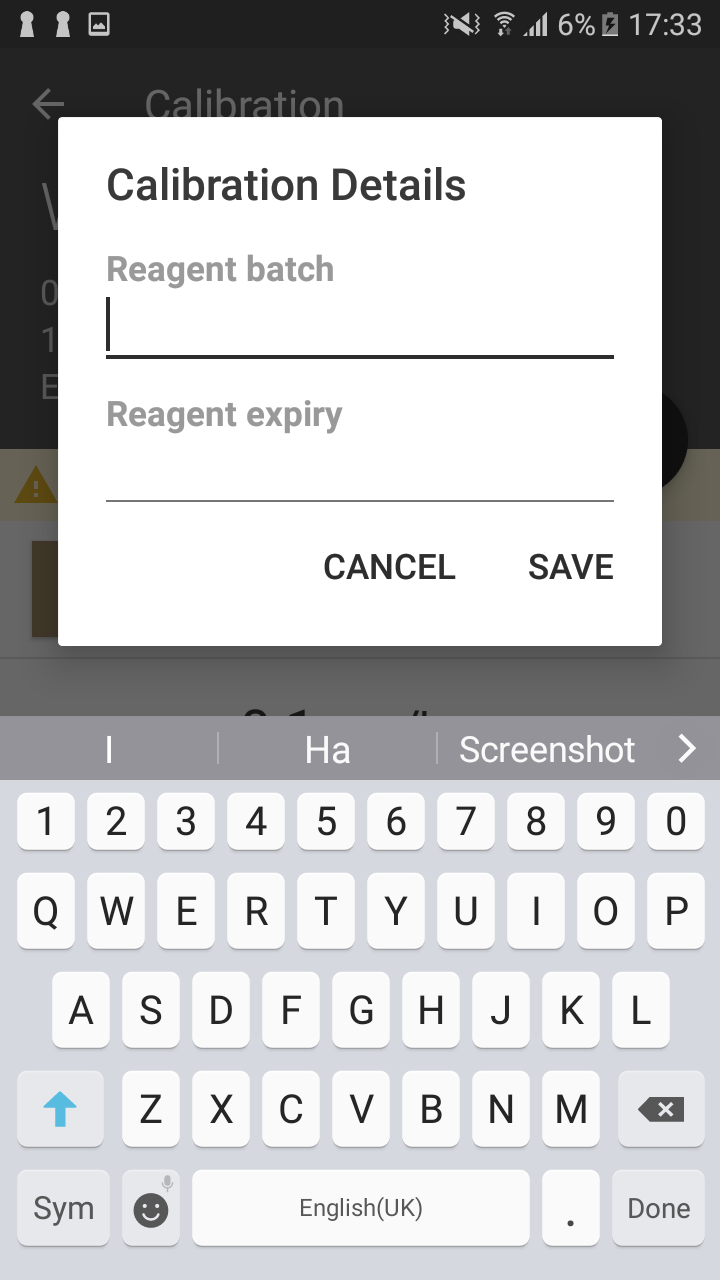 6% 17:33
Calibration
Calibration Details
Reagent batch
Reagent expiry
CANCEL SAVE
I Ha Screenshot
1 2 3 4 5 6 7 8 9 0
Q W E R T Y U I O P
A S D F G H J K L
Z X C V B N M
Sym English(UK) . Done